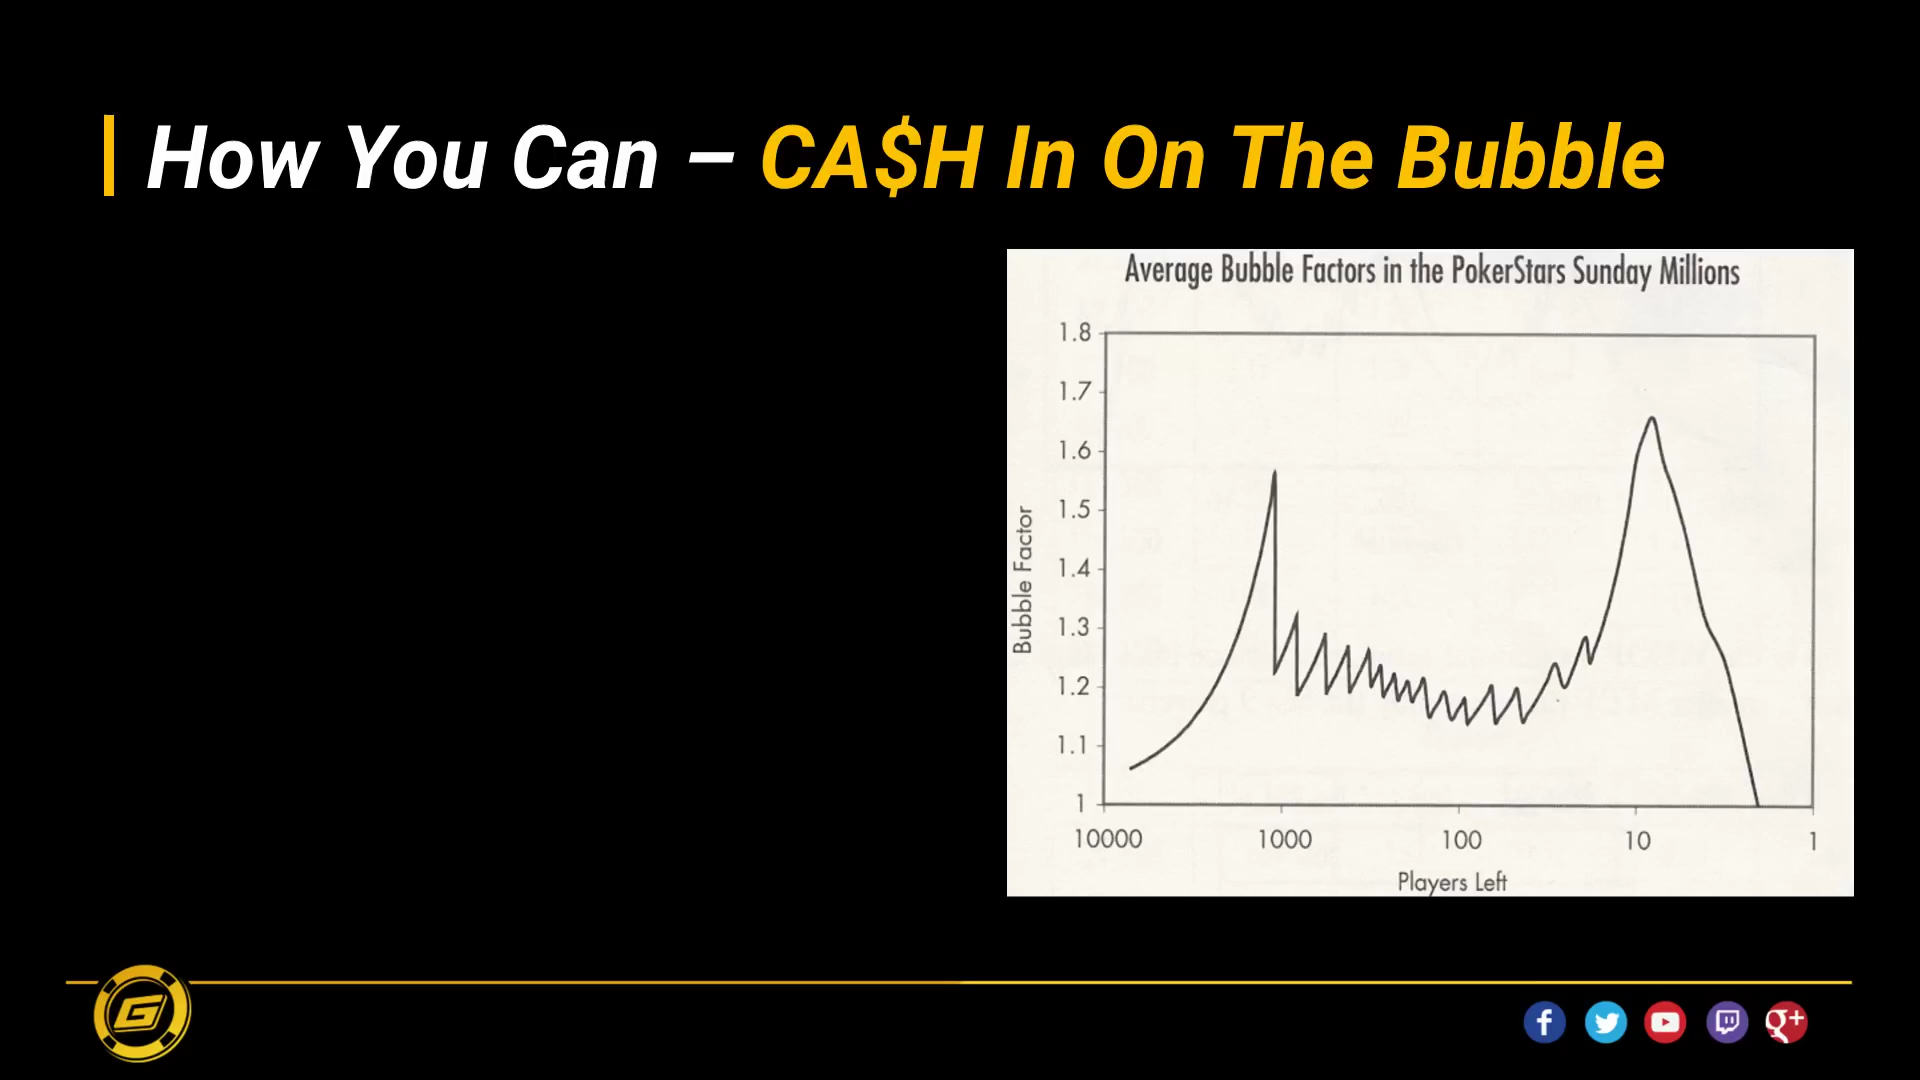 How You Can – CA$H In On The Bubble
Average Bubble Factors in the PokerStars Sunday Millions
1.8
1.7
1.6
1.5
1.4
1.3
1.2
1.1
1
Bubble Factor
10000 1000 100 10 1
Players Left
G
f
g+